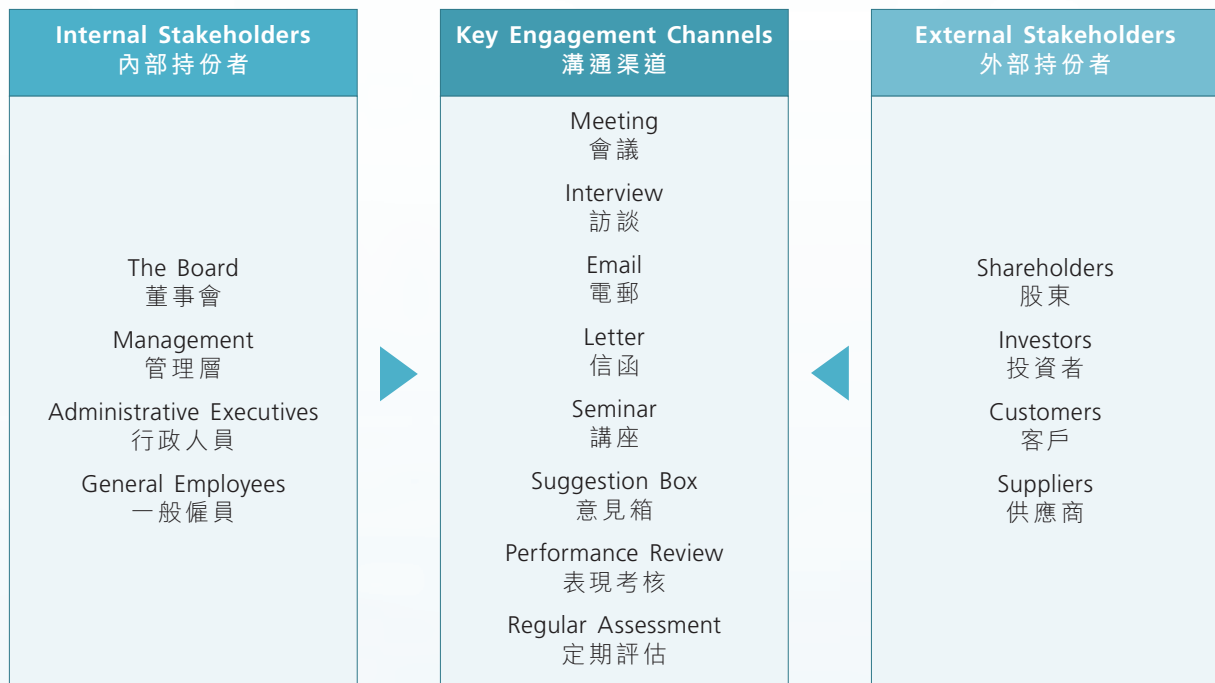 Internal Stakeholders
內部持份者
The Board
董事會
Management
管理層
Administrative Executives
行政人員
General Employees
一般僱員
Key Engagement Channels
溝通渠道
Meeting
會議
Interview
訪談
Email
電郵
Letter
信函
Seminar
講座
Suggestion Box
意見箱
Performance Review
表現考核
Regular Assessment
定期評估
External Stakeholders
外部持份者
Shareholders
股東
Investors
投資者
Customers
客戶
Suppliers
供應商